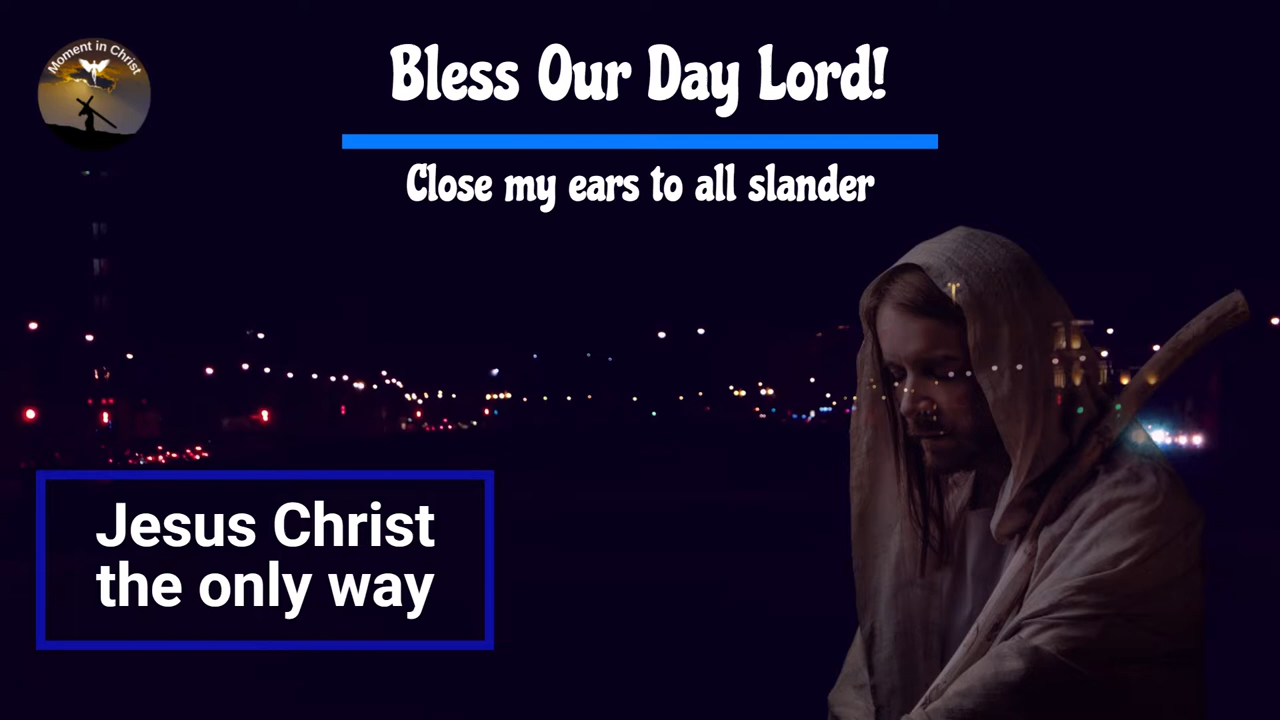 Moment in Christ
Bless Our Day Lord!
Close my ears to all slander
Jesus Christ
the only way